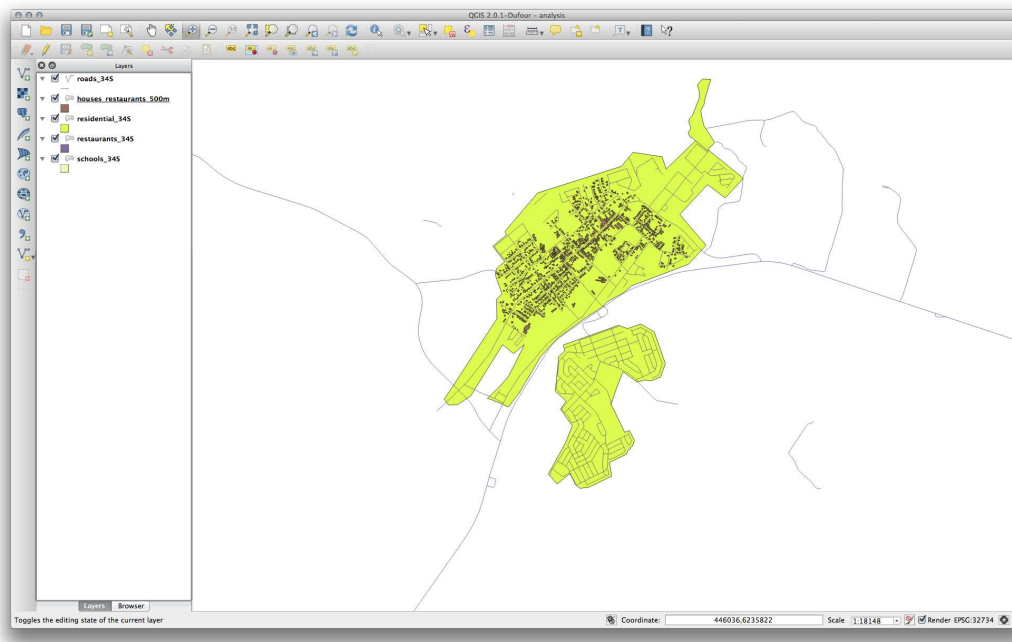 QGIS 2.0.1-Dufour - analysis
Layers
roads_34S
houses_restaurants_500m
residential_34S
restaurants_34S
schools_34S
Layers Browser
Toggles the editing state of the current layer
Coordinate: 446036,6235822 Scale 1:18148 Render EPSG:32734